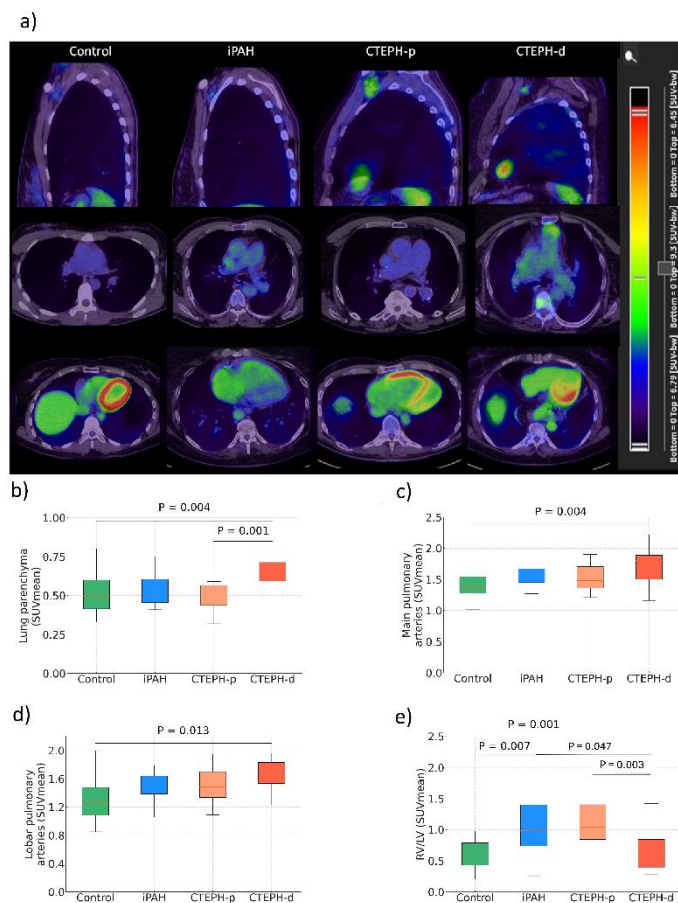 a)
Control iPAH CTEPH-p CTEPH-d
Bottom = 0 Top = 6.45 [SUV-bw]
Bottom = 0 Top = 9.3 [SUV-bw]
Bottom = 0 Top = 6.79 [SUV-bw]
b)
P = 0.004
P = 0.001
Lung parenchyma
(SUVmean)
1.00
0.75
0.50
0.25
0.00
Control iPAH CTEPH-p CTEPH-d
c)
P = 0.004
Main pulmonary
arteries (SUVmean)
2.5
2.0
1.5
1.0
0.0
Control iPAH CTEPH-p CTEPH-d
d)
P = 0.013
Lobar pulmonary
arteries (SUVmean)
2.0
1.6
1.2
0.8
0.4
0.0
Control iPAH CTEPH-p CTEPH-d
e)
P = 0.001
P = 0.007 P = 0.047
P = 0.003
RV/LV (SUVmean)
2.5
2.0
1.5
1.0
0.5
0.0
Control iPAH CTEPH-p CTEPH-d